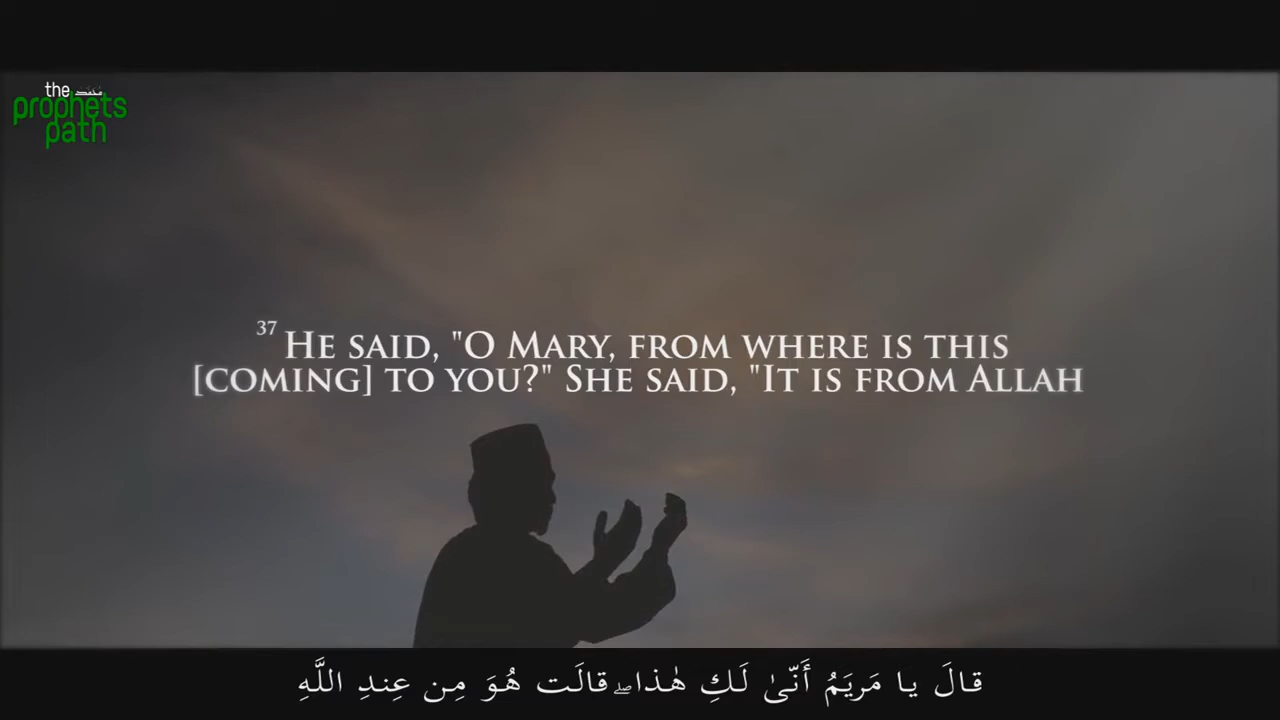 the محمد
prophets
path
37 He said, "O Mary, from where is this
[coming] to you?" She said, "It is from Allah
قالَ يا مَريَمُ أَنّىٰ لَكِ هٰذا ۖ قالَت هُوَ مِن عِندِ اللَّهِ